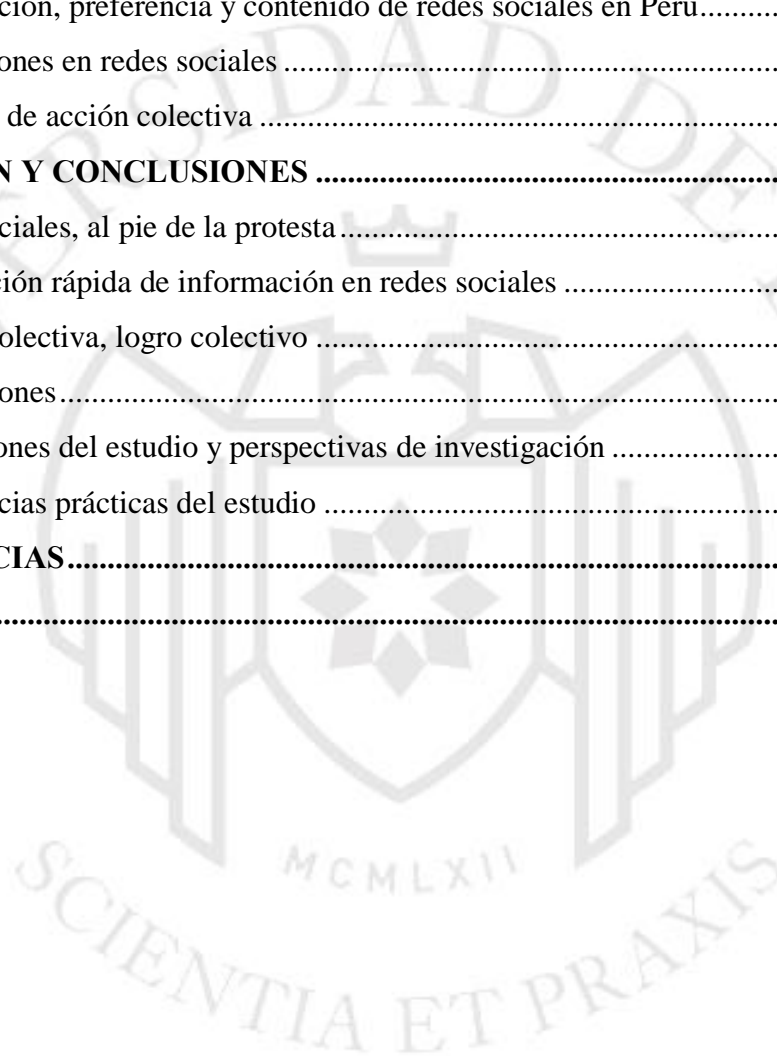 ción, preferencia y contenido de redes sociales en Perú..........
ones en redes sociales ..........
de acción colectiva ..........
N Y CONCLUSIONES ..........
ciales, al pie de la protesta ..........
ción rápida de información en redes sociales ..........
olectiva, logro colectivo ..........
ones ..........
ones del estudio y perspectivas de investigación ..........
cias prácticas del estudio ..........
CIAS ..........
..........
ERSIDAD DE
MCMLXII
SCIENTIA ET PRAXIS